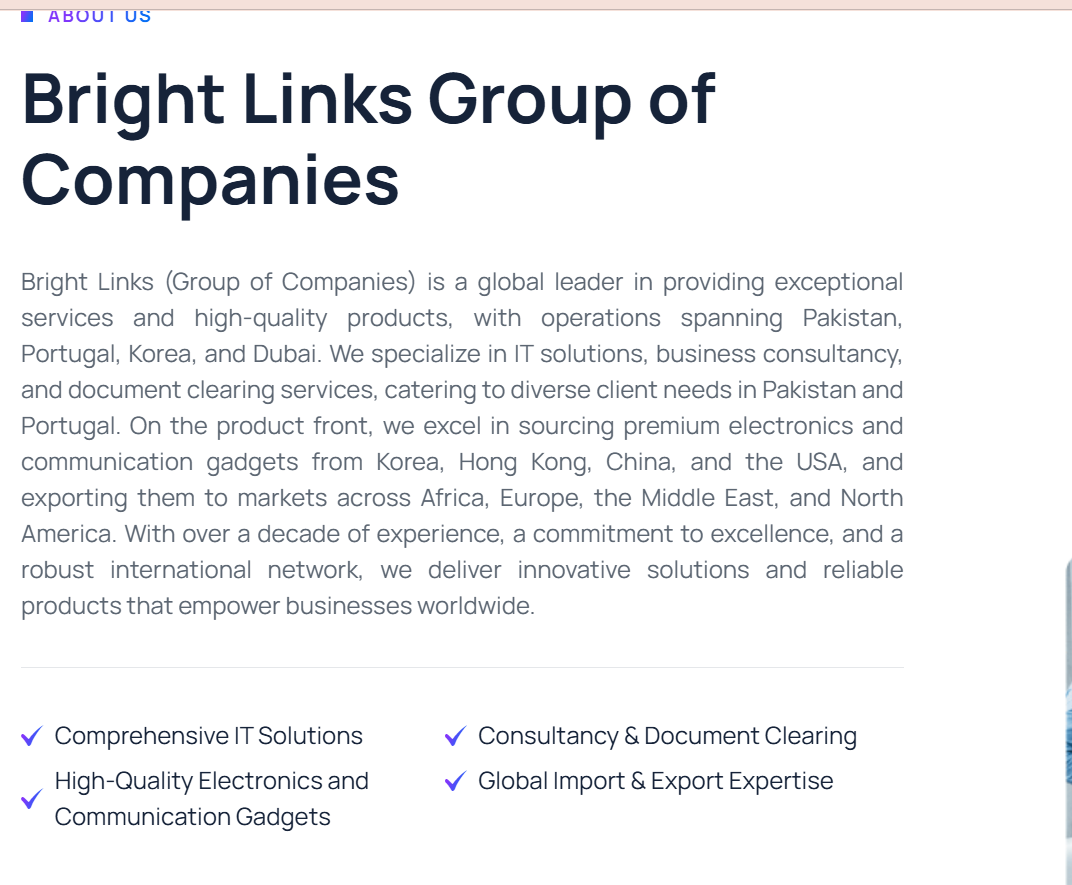 ABOUT US
Bright Links Group of
Companies
Bright Links (Group of Companies) is a global leader in providing exceptional
services and high-quality products, with operations spanning Pakistan,
Portugal, Korea, and Dubai. We specialize in IT solutions, business consultancy,
and document clearing services, catering to diverse client needs in Pakistan and
Portugal. On the product front, we excel in sourcing premium electronics and
communication gadgets from Korea, Hong Kong, China, and the USA, and
exporting them to markets across Africa, Europe, the Middle East, and North
America. With over a decade of experience, a commitment to excellence, and a
robust international network, we deliver innovative solutions and reliable
products that empower businesses worldwide.
Comprehensive IT Solutions
Consultancy & Document Clearing
High-Quality Electronics and
Communication Gadgets
Global Import & Export Expertise